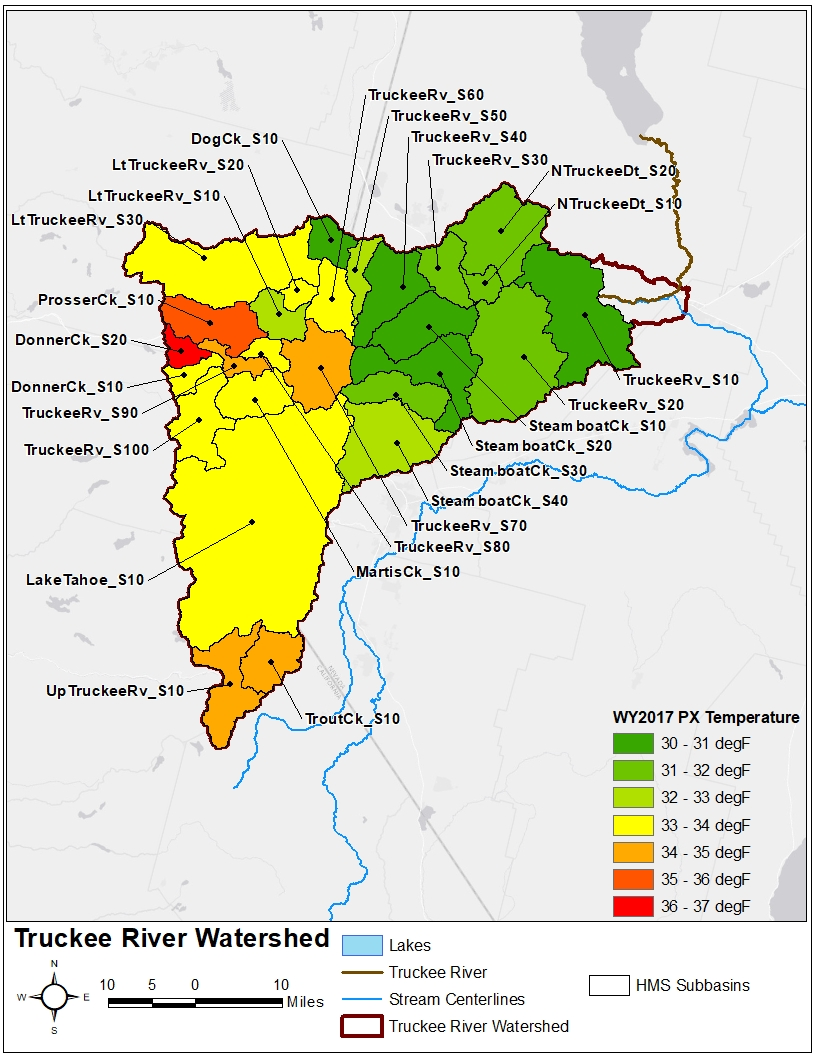 TruckeeRv_S60
TruckeeRv_S50
DogCk_S10
TruckeeRv_S40
LtTruckeeRv_S20
TruckeeRv_S30
NTruckeeDt_S20
LtTruckeeRv_S10
NTruckeeDt_S10
LtTruckeeRv_S30
ProsserCk_S10
DonnerCk_S20
DonnerCk_S10
TruckeeRv_S10
TruckeeRv_S90
TruckeeRv_S20
SteamboatCk_S10
TruckeeRv_S100
SteamboatCk_S20
SteamboatCk_S30
SteamboatCk_S40
TruckeeRv_S70
TruckeeRv_S80
LakeTahoe_S10
MartisCk_S10
NEVADA
CALIFORNIA
UpTruckeeRv_S10
TroutCk_S10
WY2017 PX Temperature
30 - 31 degF
31 - 32 degF
32 - 33 degF
33 - 34 degF
34 - 35 degF
35 - 36 degF
36 - 37 degF
Truckee River Watershed
N
W E
S
10 5 0 10
Miles
Lakes
Truckee River
Stream Centerlines
Truckee River Watershed
HMS Subbasins